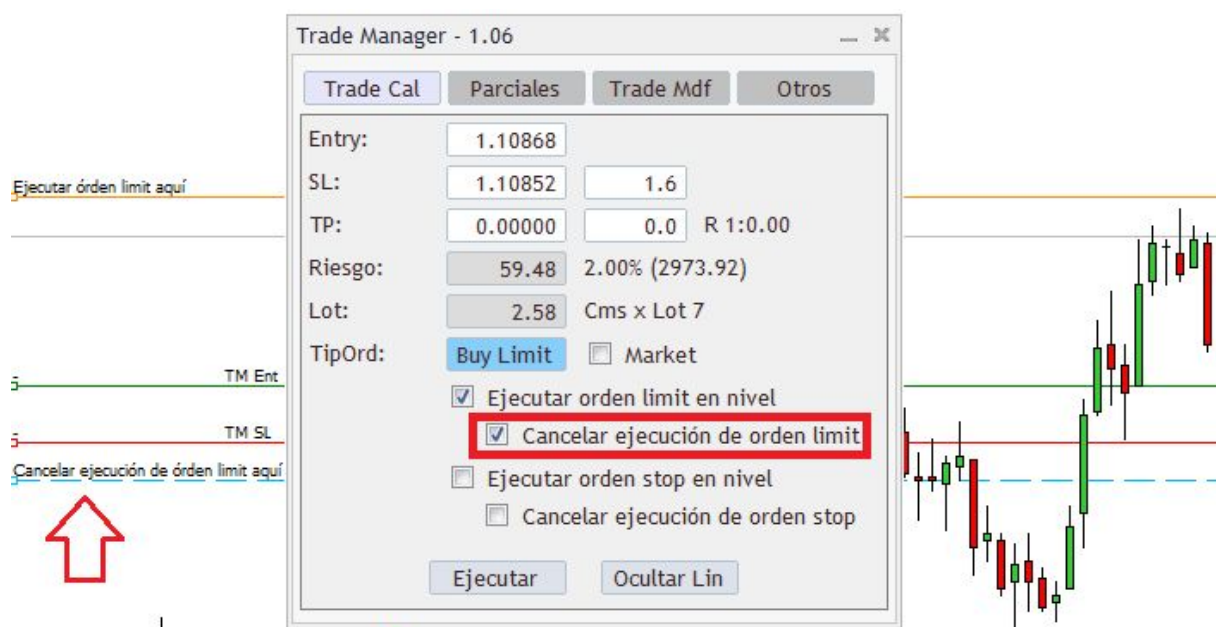 Trade Manager - 1.06
Trade Cal Parciales Trade Mdf Otros
Entry: 1.10868
Ejecutar órden limit aquí
SL: 1.10852 1.6
TP: 0.00000 0.0 R 1:0.00
Riesgo: 59.48 2.00% (2973.92)
Lot: 2.58 Cms x Lot 7
TipOrd: Buy Limit Market
TM Ent
Ejecutar orden limit en nivel
TM SL
Cancelar ejecución de orden limit
Cancelar ejecución de órden limit aquí
Ejecutar orden stop en nivel
Cancelar ejecución de orden stop
Ejecutar Ocultar Lin